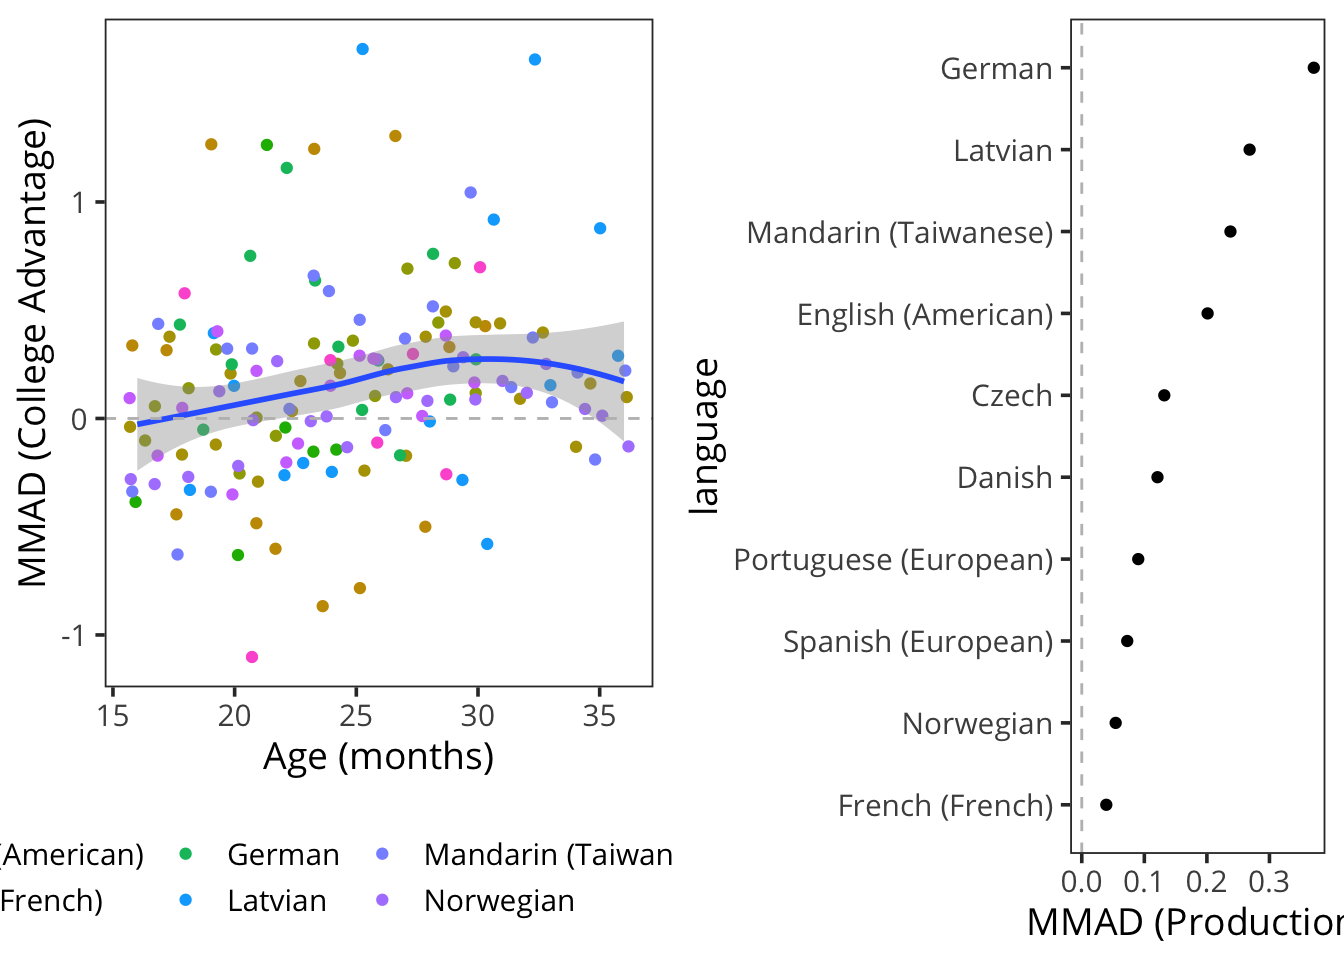 MMAD (College Advantage)
1
0
-1
15 20 25 30 35
Age (months)
(American) German Mandarin (Taiwan
French) Latvian Norwegian
language
German
Latvian
Mandarin (Taiwanese)
English (American)
Czech
Danish
Portuguese (European)
Spanish (European)
Norwegian
French (French)
0.0 0.1 0.2 0.3
MMAD (Production